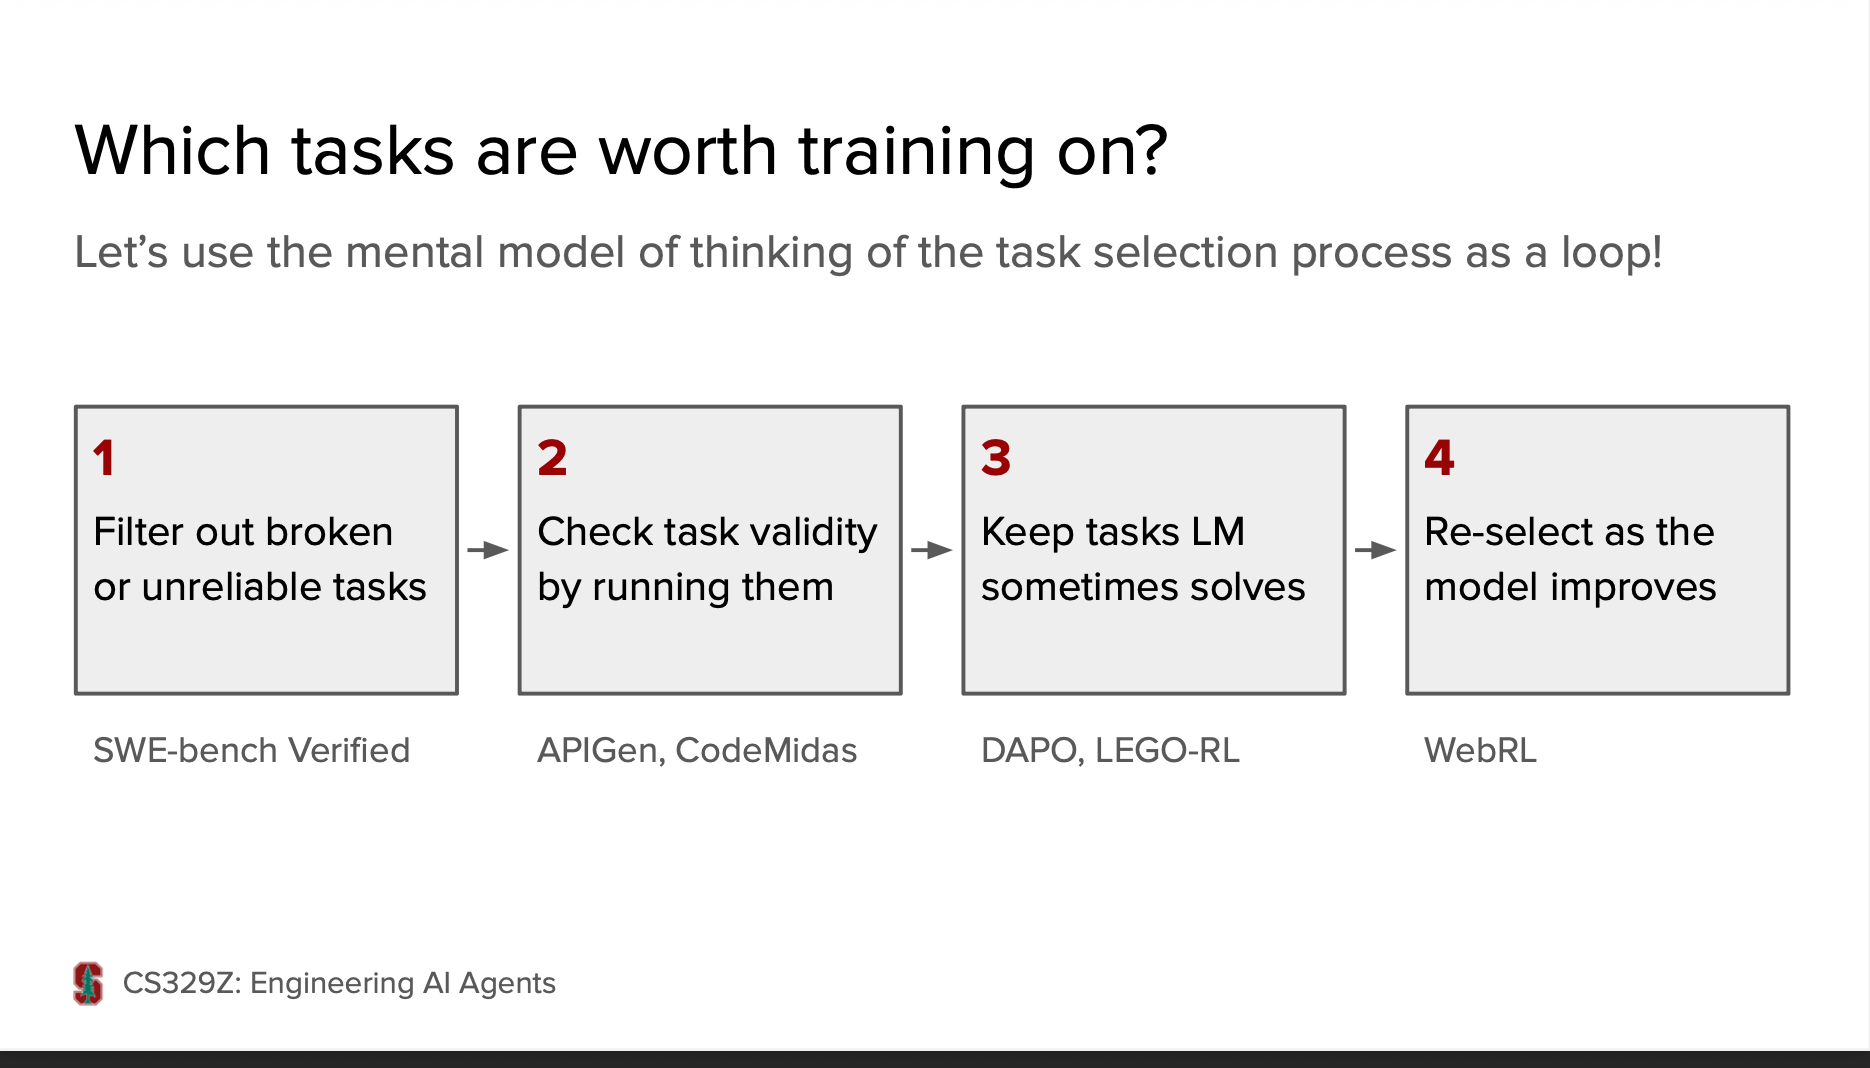 Which tasks are worth training on?
Let’s use the mental model of thinking of the task selection process as a loop!
1
Filter out broken
or unreliable tasks
SWE-bench Verified
2
Check task validity
by running them
APIGen, CodeMidas
3
Keep tasks LM
sometimes solves
DAPO, LEGO-RL
4
Re-select as the
model improves
WebRL
CS329Z: Engineering AI Agents